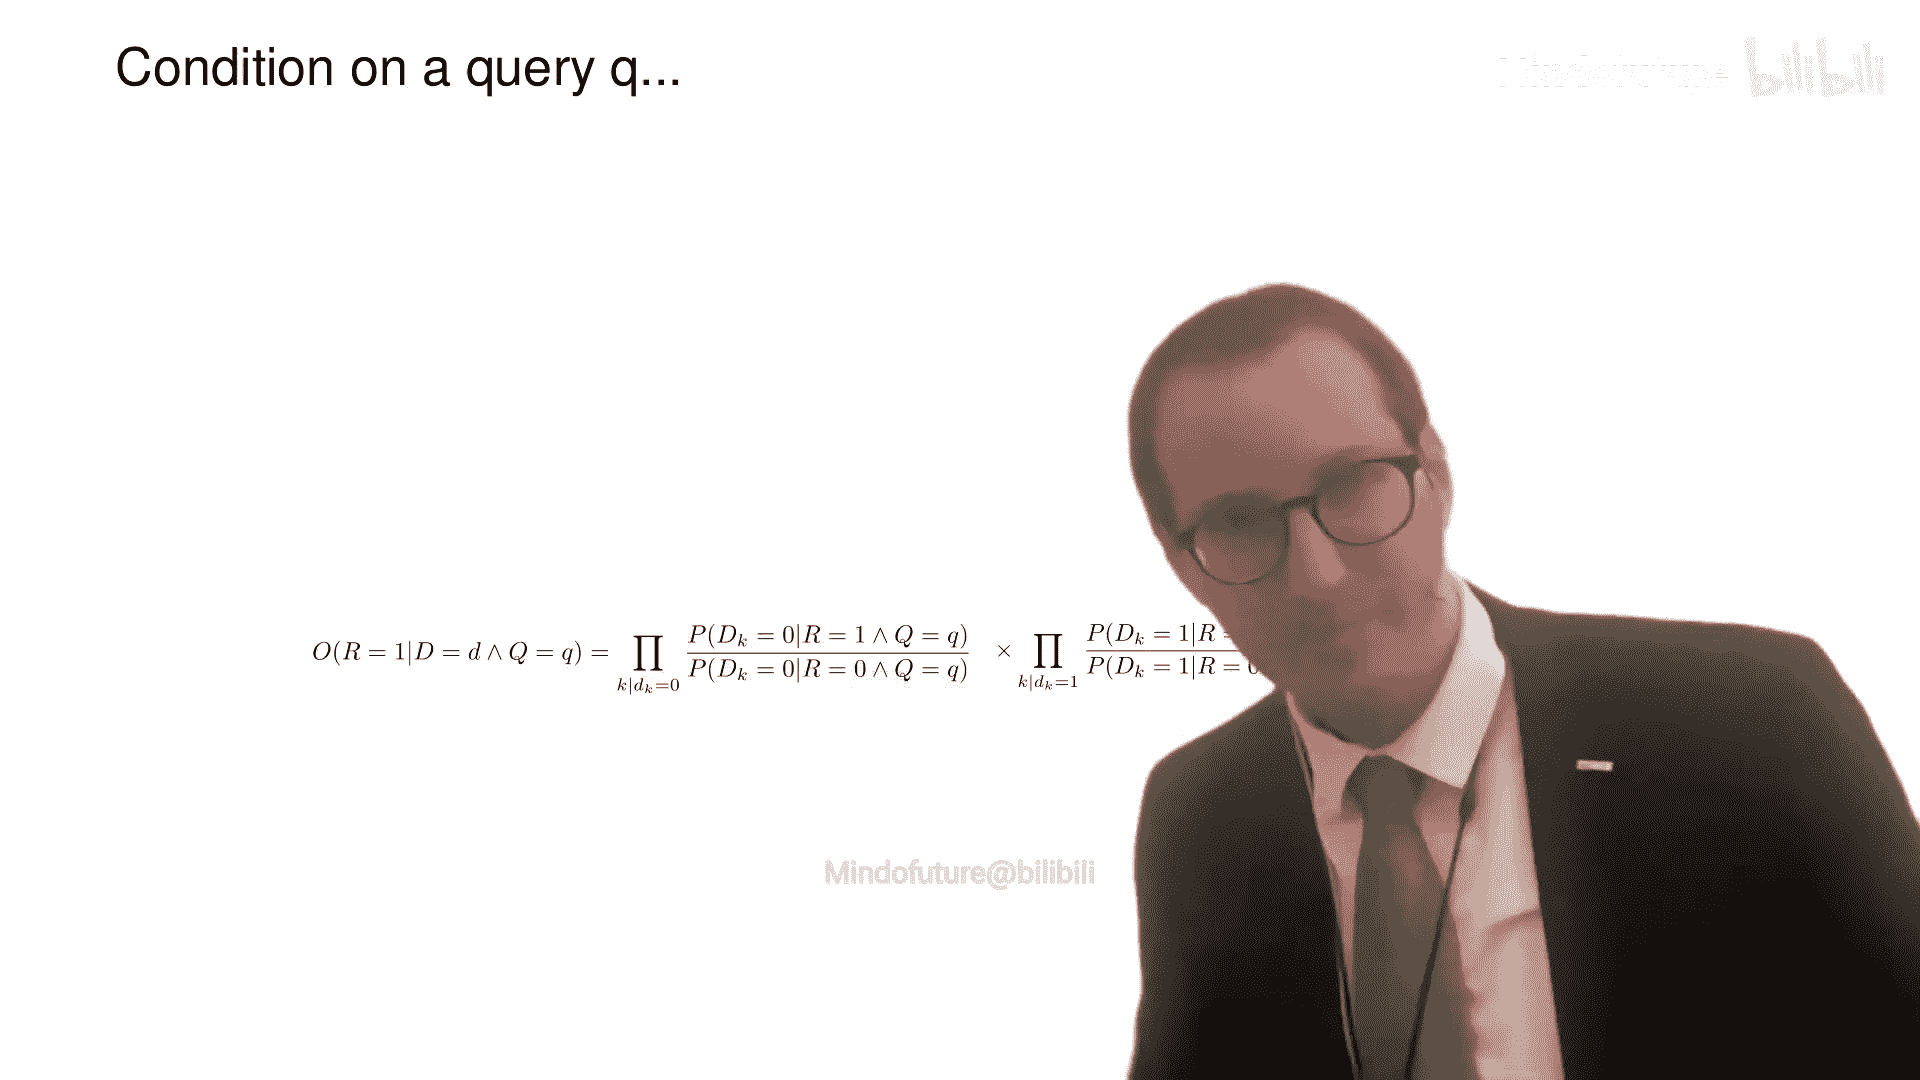 Condition on a query q...
bilibili
O(R = 1|D = d ∧ Q = q) = ∏_{k|d_k=0} P(D_k = 0|R = 1 ∧ Q = q) / P(D_k = 0|R = 0 ∧ Q = q) × ∏_{k|d_k=1} P(D_k = 1|R = / P(D_k = 1|R = 0
Mindofuture@bilibili